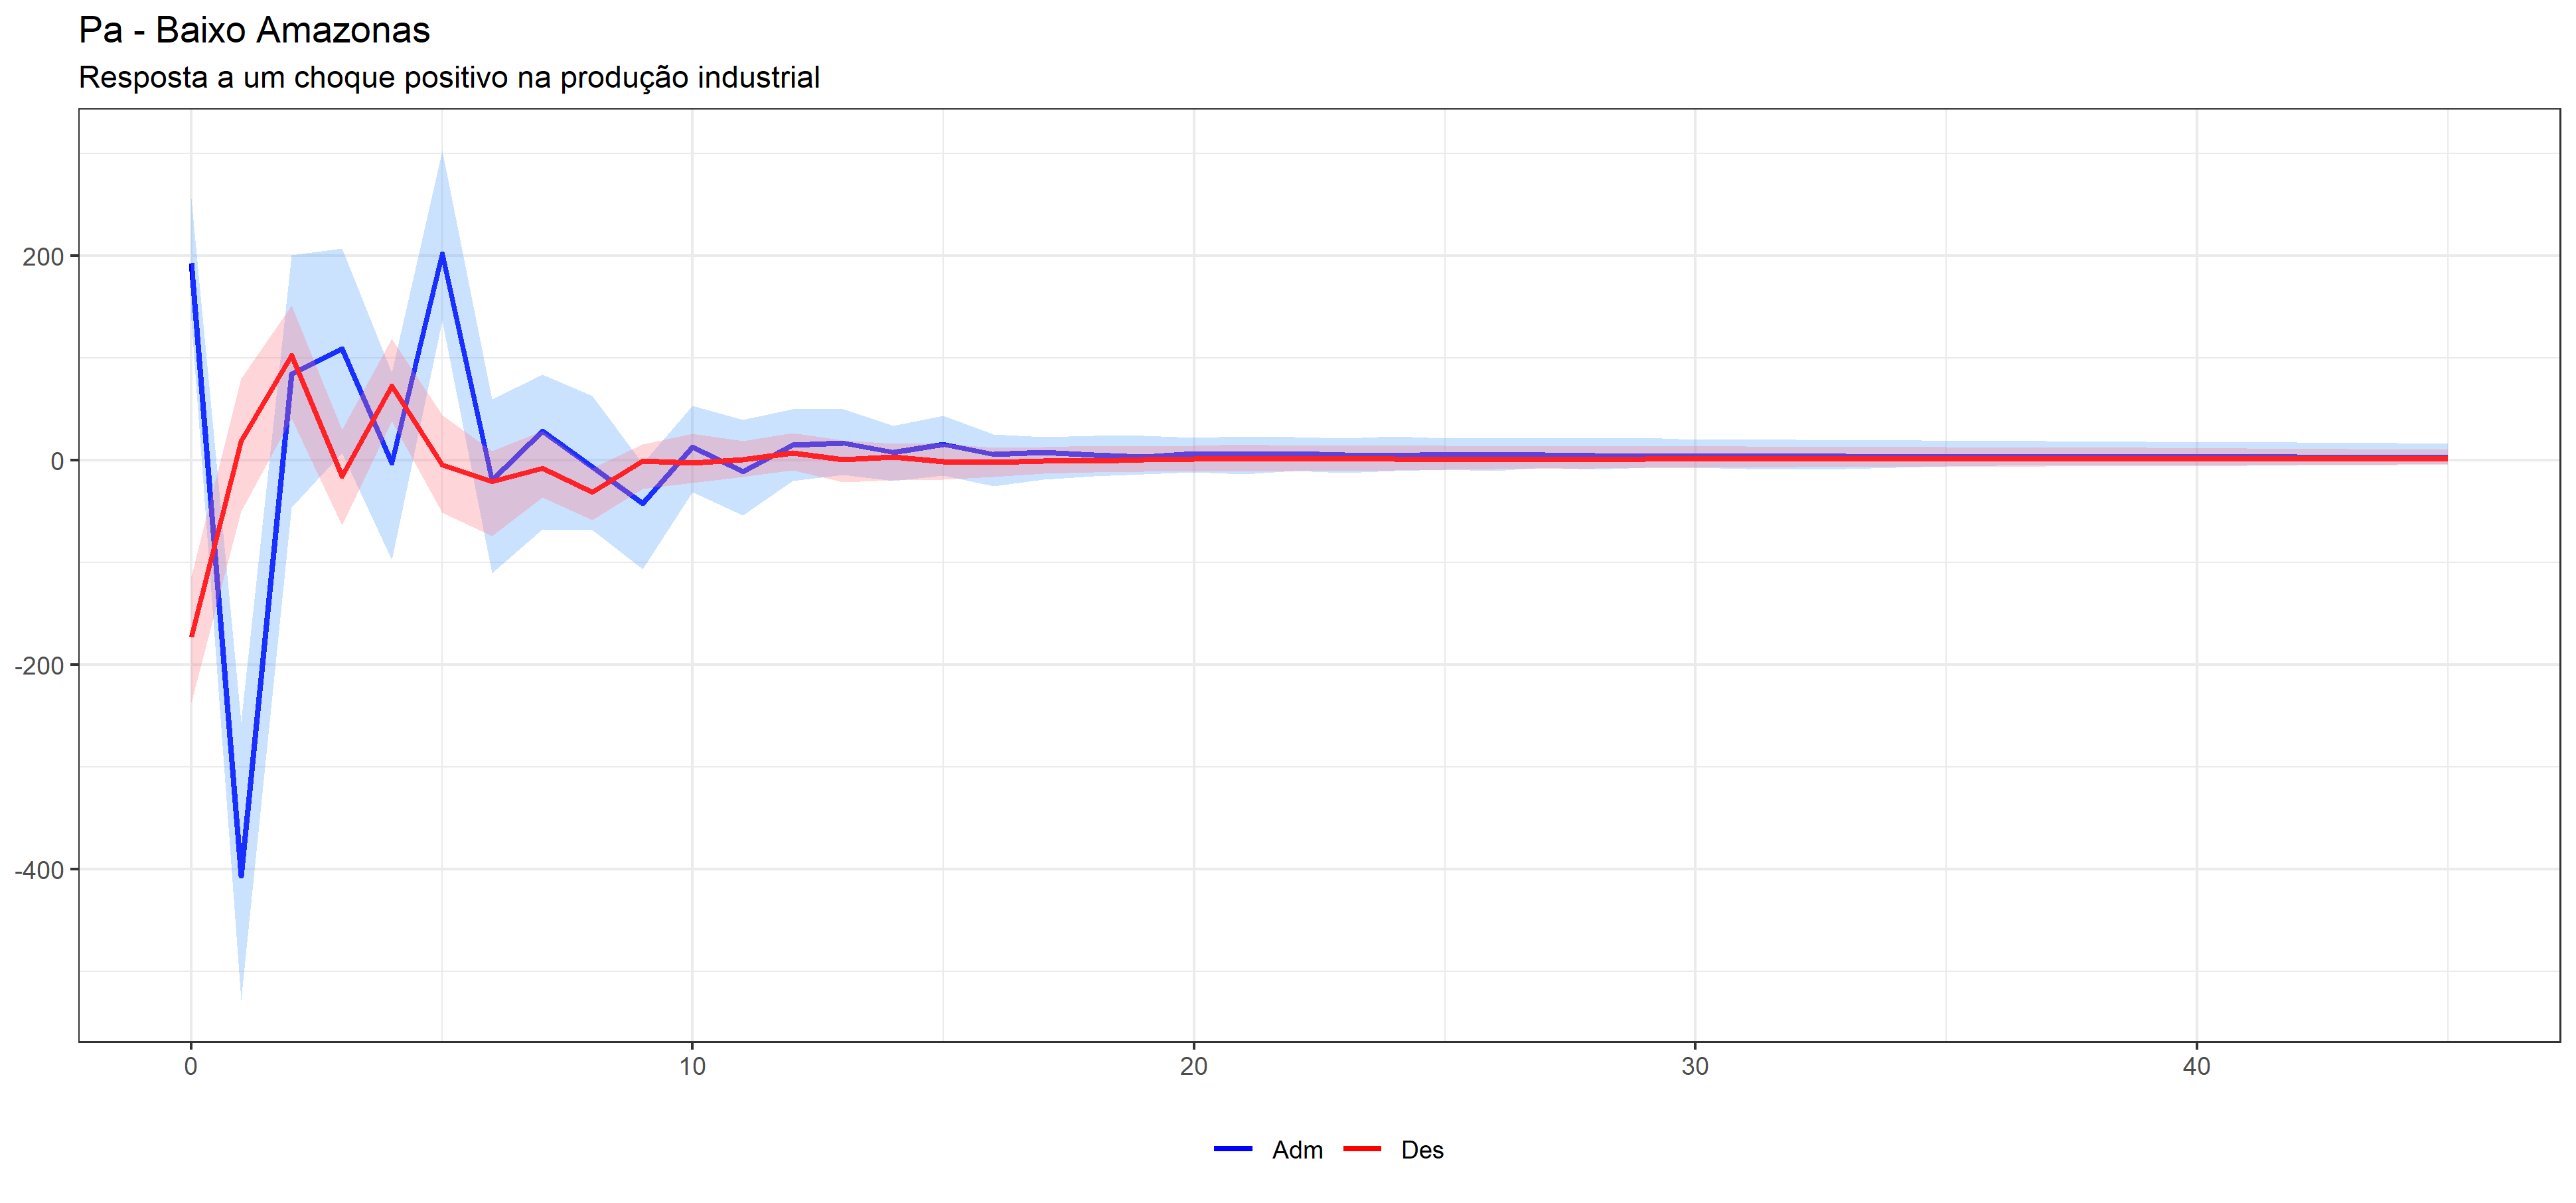 Pa - Baixo Amazonas
Resposta a um choque positivo na produção industrial
200
0
-200
-400
0 10 20 30 40
Adm Des